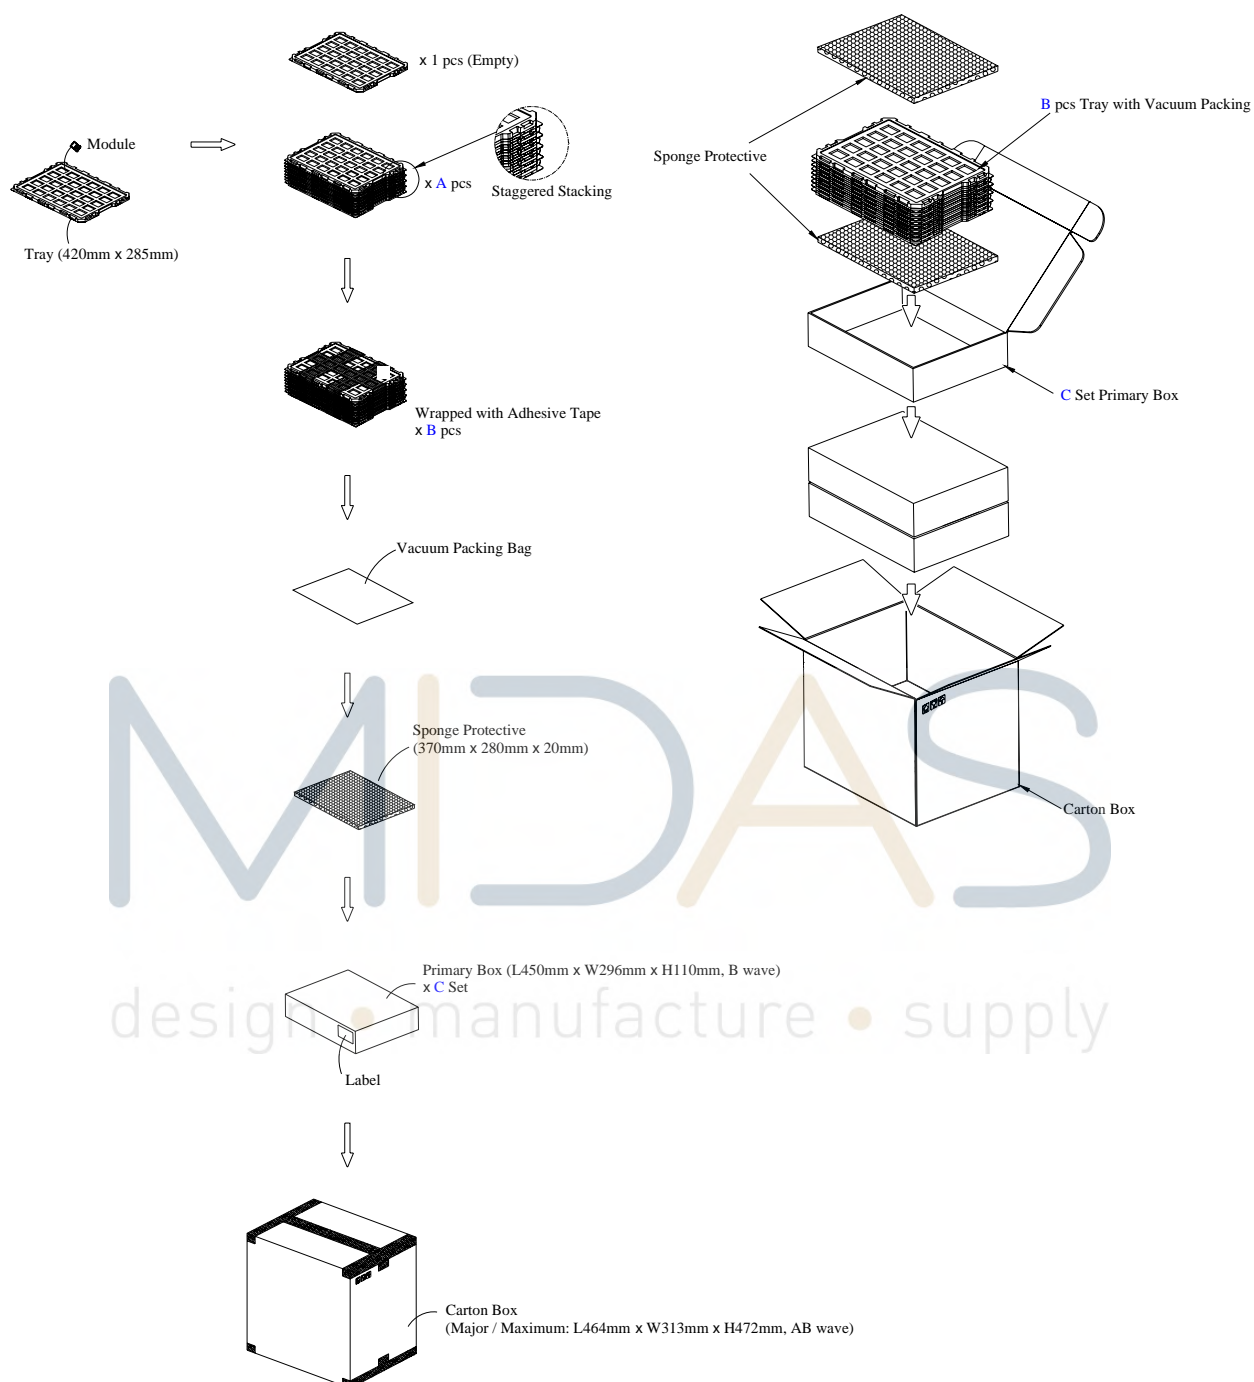 x 1 pcs (Empty)
Module
x A pcs
Staggered Stacking
Tray (420mm x 285mm)
Wrapped with Adhesive Tape
x B pcs
Vacuum Packing Bag
Sponge Protective
(370mm x 280mm x 20mm)
Primary Box (L450mm x W296mm x H110mm, B wave)
x C Set
Label
Carton Box
(Major / Maximum: L464mm x W313mm x H472mm, AB wave)
B pcs Tray with Vacuum Packing
Sponge Protective
C Set Primary Box
Carton Box
MIDAS
design • manufacture • supply